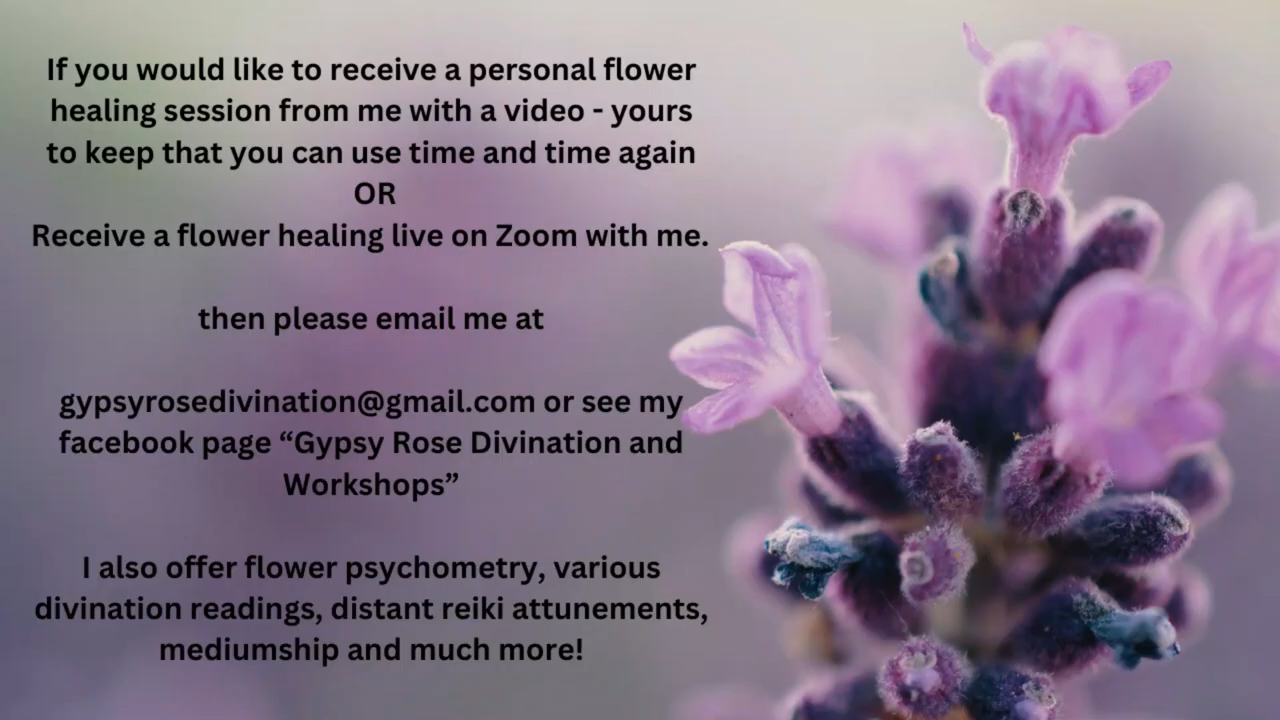 If you would like to receive a personal flower
healing session from me with a video - yours
to keep that you can use time and time again
OR
Receive a flower healing live on Zoom with me.
then please email me at
gypsyrosedivination@gmail.com or see my
facebook page “Gypsy Rose Divination and
Workshops”
I also offer flower psychometry, various
divination readings, distant reiki attunements,
mediumship and much more!